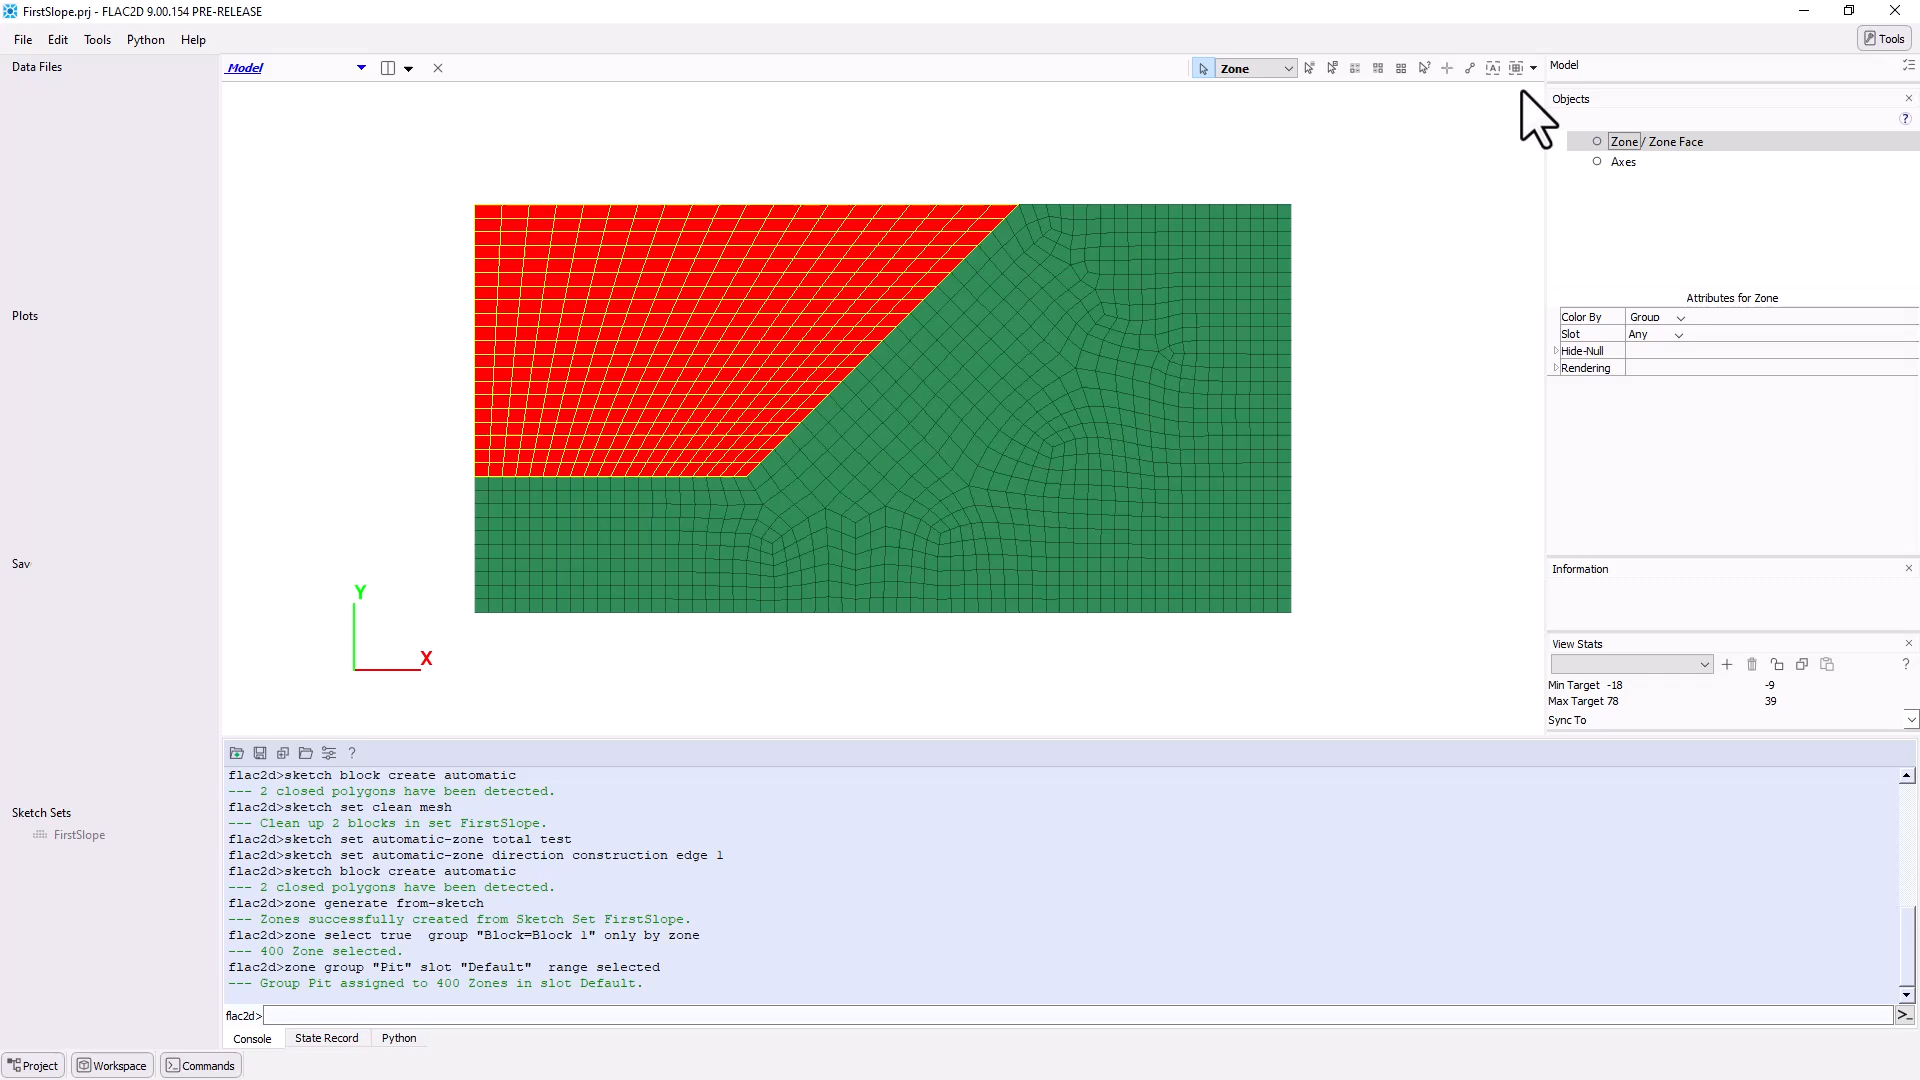 FirstSlope.prj - FLAC2D 9.00.154 PRE-RELEASE
File Edit Tools Python Help
Tools
Data Files
Model
Zone
Model
Objects
?
Zone / Zone Face
Axes
Attributes for Zone
Color By Group
Slot Any
Hide-Null
Rendering
Plots
Y
X
Sav
Information
View Stats
?
Min Target -18 -9
Max Target 78 39
Sync To
?
flac2d>sketch block create automatic
--- 2 closed polygons have been detected.
flac2d>sketch set clean mesh
--- Clean up 2 blocks in set FirstSlope.
flac2d>sketch set automatic-zone total test
flac2d>sketch set automatic-zone direction construction edge 1
flac2d>sketch block create automatic
--- 2 closed polygons have been detected.
flac2d>zone generate from-sketch
--- Zones successfully created from Sketch Set FirstSlope.
flac2d>zone select true  group "Block=Block 1" only by zone
--- 400 Zone selected.
flac2d>zone group "Pit" slot "Default"  range selected
--- Group Pit assigned to 400 Zones in slot Default.
Sketch Sets
FirstSlope
flac2d>
Console State Record Python
Project Workspace Commands